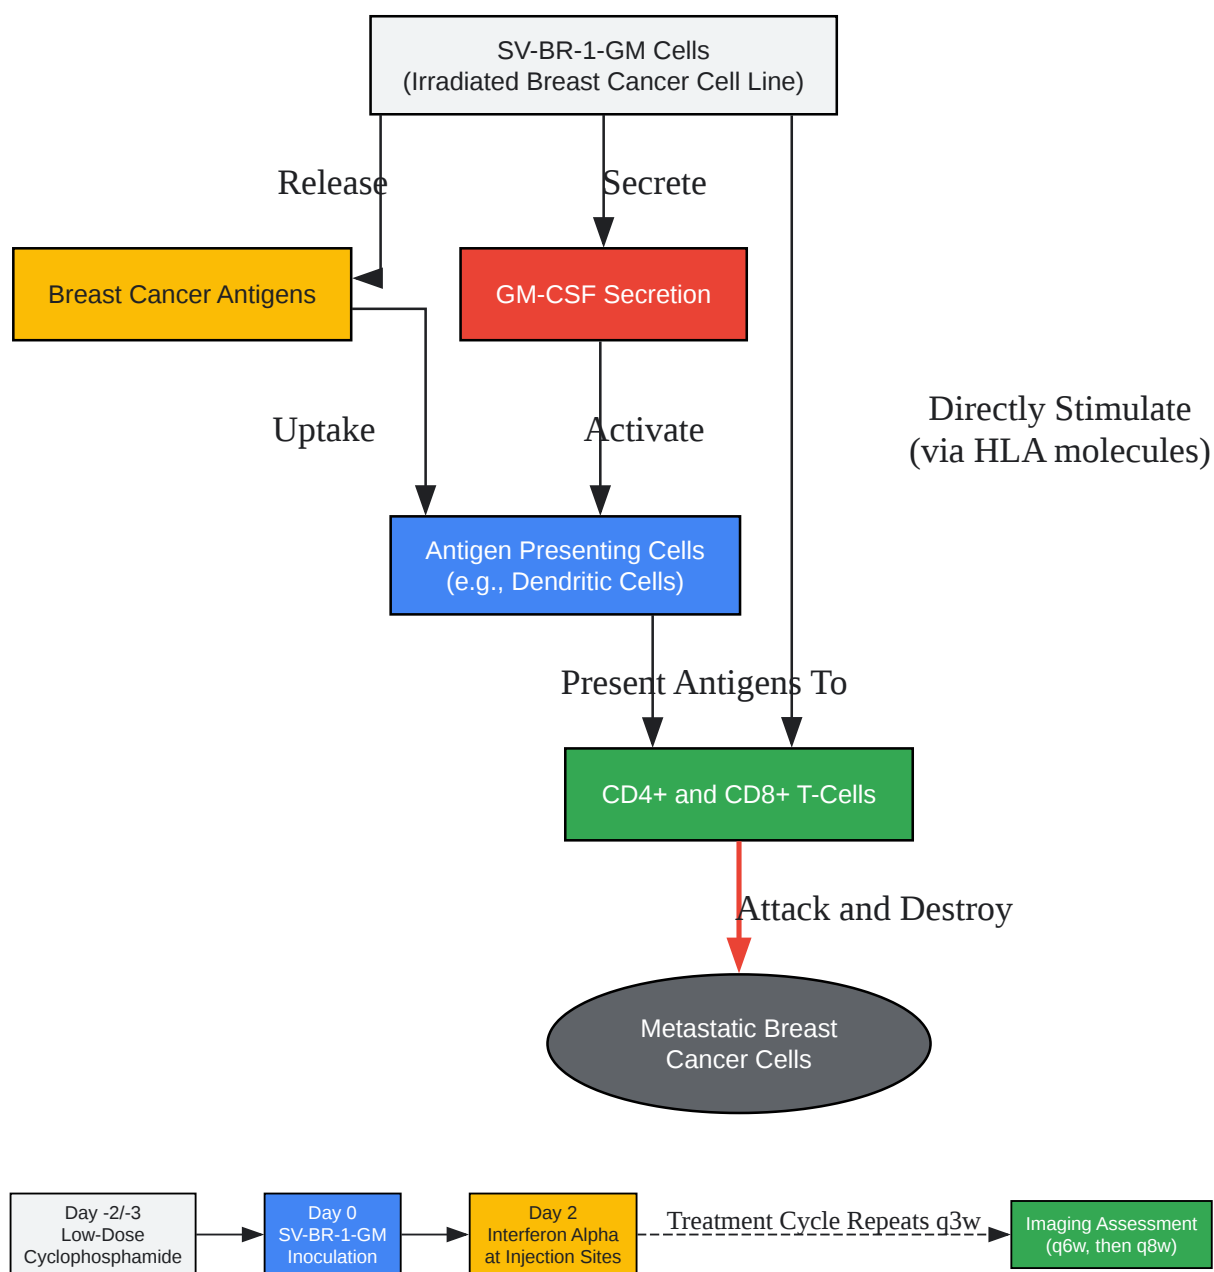 SV-BR-1-GM Cells
(Irradiated Breast Cancer Cell Line)
Release
Secrete
Breast Cancer Antigens
GM-CSF Secretion
Directly Stimulate
(via HLA molecules)
Uptake
Activate
Antigen Presenting Cells
(e.g., Dendritic Cells)
Present Antigens To
CD4+ and CD8+ T-Cells
Attack and Destroy
Metastatic Breast
Cancer Cells
Day -2/-3
Low-Dose
Cyclophosphamide
Day 0
SV-BR-1-GM
Inoculation
Day 2
Interferon Alpha
at Injection Sites
Treatment Cycle Repeats q3w
Imaging Assessment
(q6w, then q8w)